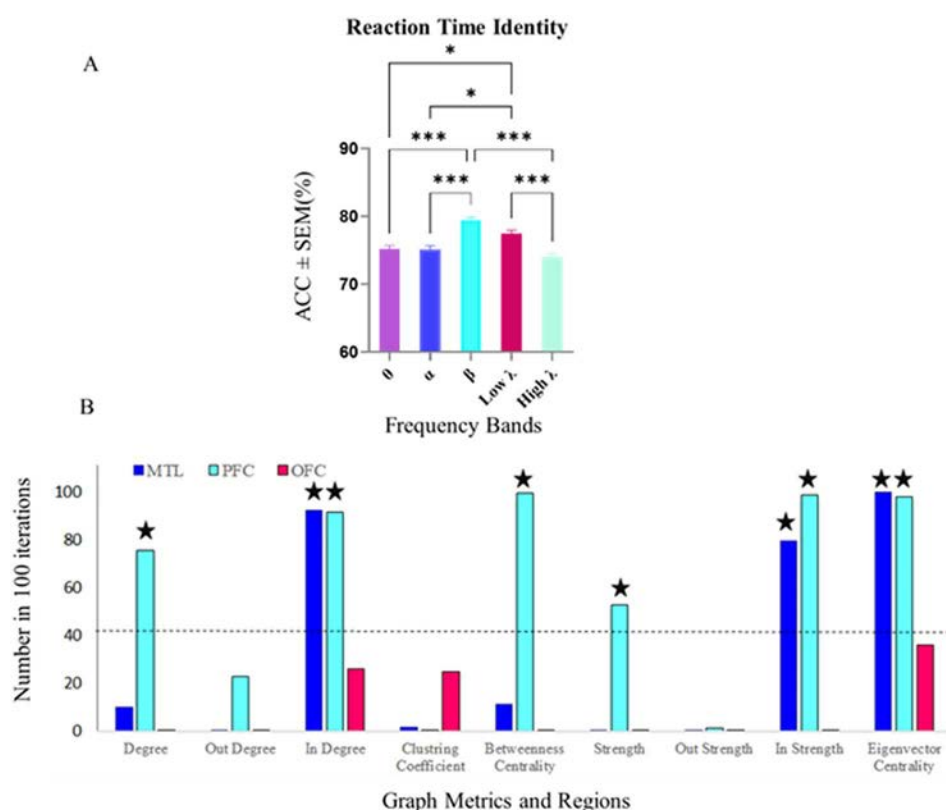 Reaction Time Identity
A
*
*
*** ***
*** ***
90
80
70
60
ACC ± SEM(%)
θ α β Low λ High λ
Frequency Bands
B
MTL PFC OFC
100
80
60
40
20
0
Number in 100 iterations
Degree Out Degree In Degree Clustring Coefficient Betweenness Centrality Strength Out Strength In Strength Eigenvector Centrality
Graph Metrics and Regions